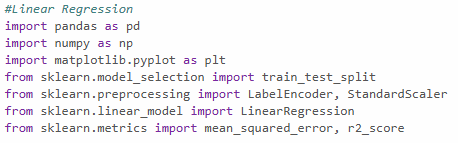 #Linear Regression
import pandas as pd
import numpy as np
import matplotlib.pyplot as plt
from sklearn.model_selection import train_test_split
from sklearn.preprocessing import LabelEncoder, StandardScaler
from sklearn.linear_model import LinearRegression
from sklearn.metrics import mean_squared_error, r2_score